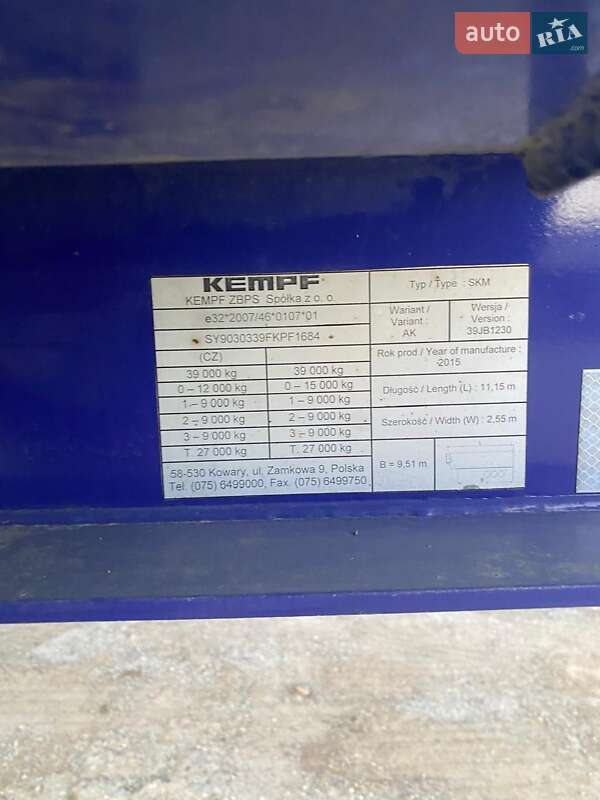 auto RIA.com
KEMPF
KEMPF ZBPS Spółka z o. o.
e32*2007/46*0107*01
SY9030339FKPF1684
(CZ)
39 000 kg 39 000 kg
0 – 12 000 kg 0 – 15 000 kg
1 – 9 000 kg 1 – 9 000 kg
2 – 9 000 kg 2 – 9 000 kg
3 – 9 000 kg 3 – 9 000 kg
T. 27 000 kg T. 27 000 kg
58-530 Kowary, ul. Zamkowa 9, Polska
Tel. (075) 6499000, Fax. (075) 6499750
Typ / Type : SKM
Wariant /
Variant :
AK
Wersja /
Version :
39JB1230
Rok prod./ Year of manufacture :
2015
Długość / Length (L) : 11,15 m
Szerokość / Width (W) : 2,55 m
B = 9,51 m